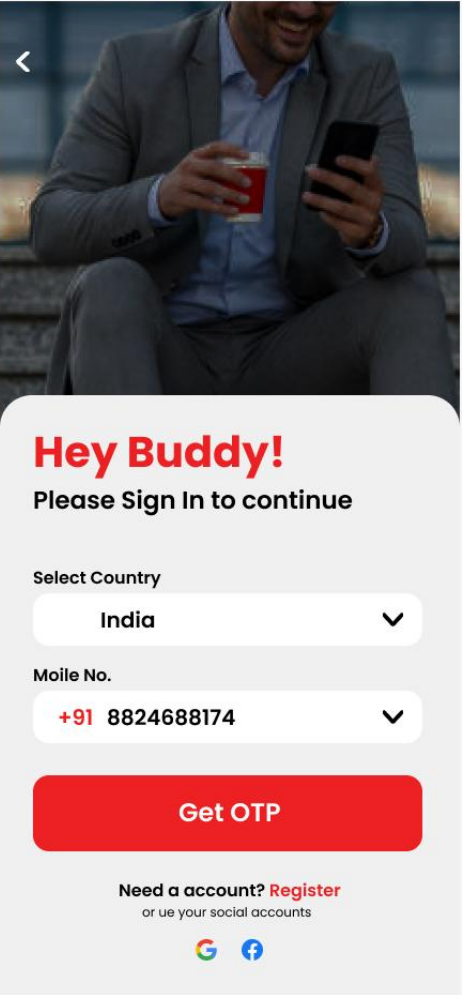 Hey Buddy!
Please Sign In to continue
Select Country
India
Moile No.
+91 8824688174
Get OTP
Need a account? Register
or ue your social accounts